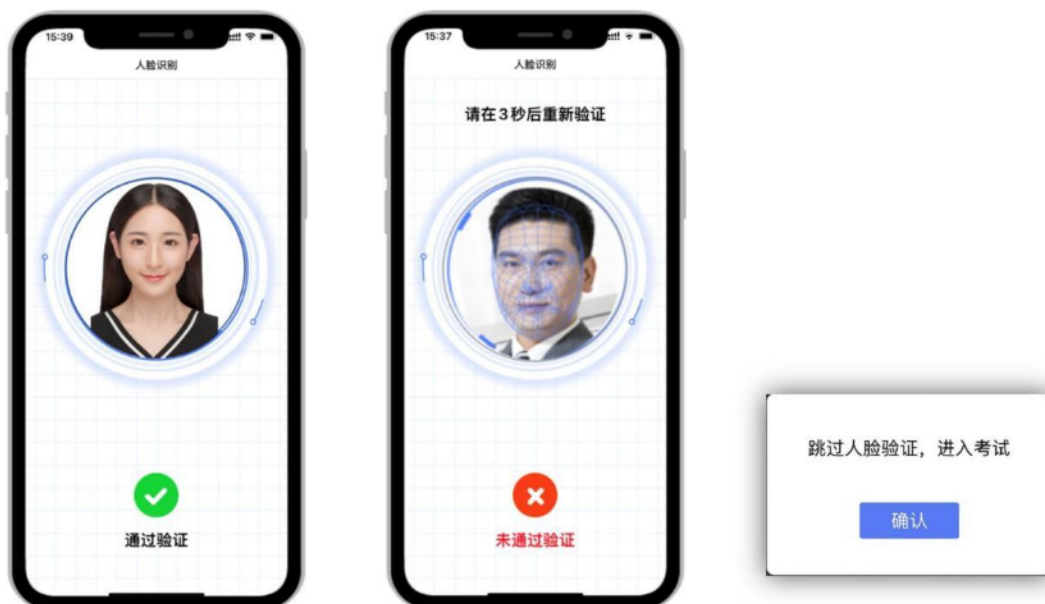 15:39
人脸识别
通过验证
15:37
人脸识别
请在3秒后重新验证
未通过验证
跳过人脸验证，进入考试
确认